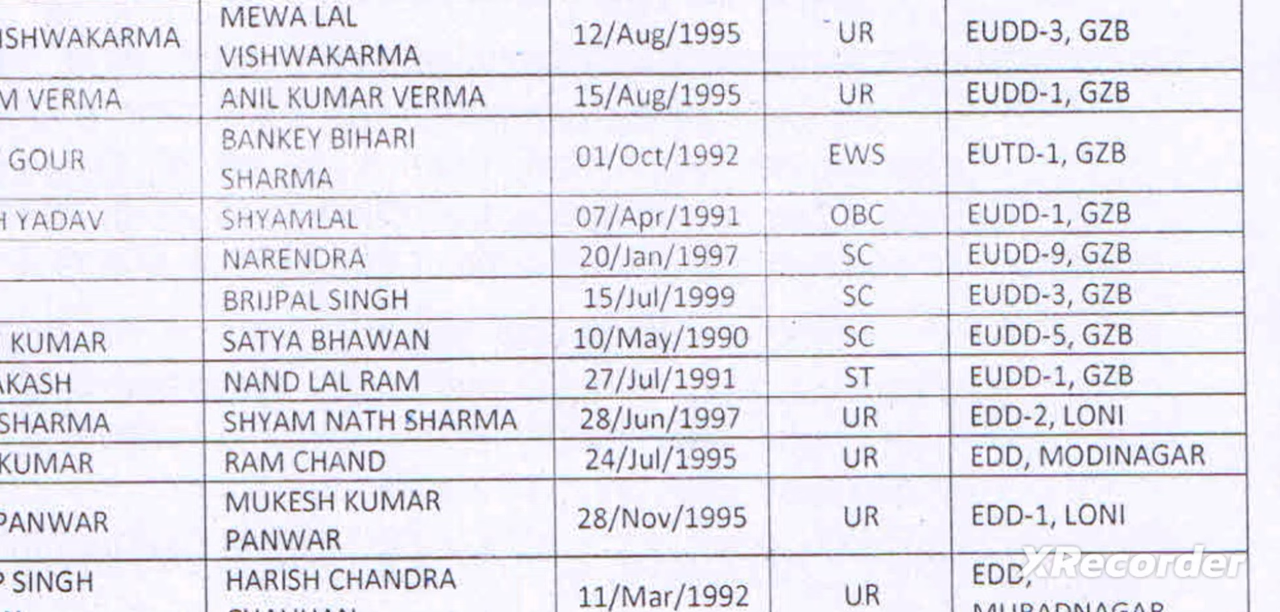 ISHWAKARMA MEWA LAL VISHWAKARMA 12/Aug/1995 UR EUDD-3, GZB
M VERMA ANIL KUMAR VERMA 15/Aug/1995 UR EUDD-1, GZB
GOUR BANKEY BIHARI SHARMA 01/Oct/1992 EWS EUTD-1, GZB
H YADAV SHYAMLAL 07/Apr/1991 OBC EUDD-1, GZB
NARENDRA 20/Jan/1997 SC EUDD-9, GZB
BRIJPAL SINGH 15/Jul/1999 SC EUDD-3, GZB
KUMAR SATYA BHAWAN 10/May/1990 SC EUDD-5, GZB
AKASH NAND LAL RAM 27/Jul/1991 ST EUDD-1, GZB
SHARMA SHYAM NATH SHARMA 28/Jun/1997 UR EDD-2, LONI
KUMAR RAM CHAND 24/Jul/1995 UR EDD, MODINAGAR
PANWAR MUKESH KUMAR PANWAR 28/Nov/1995 UR EDD-1, LONI
P SINGH HARISH CHANDRA 11/Mar/1992 UR EDD,
XRecorder